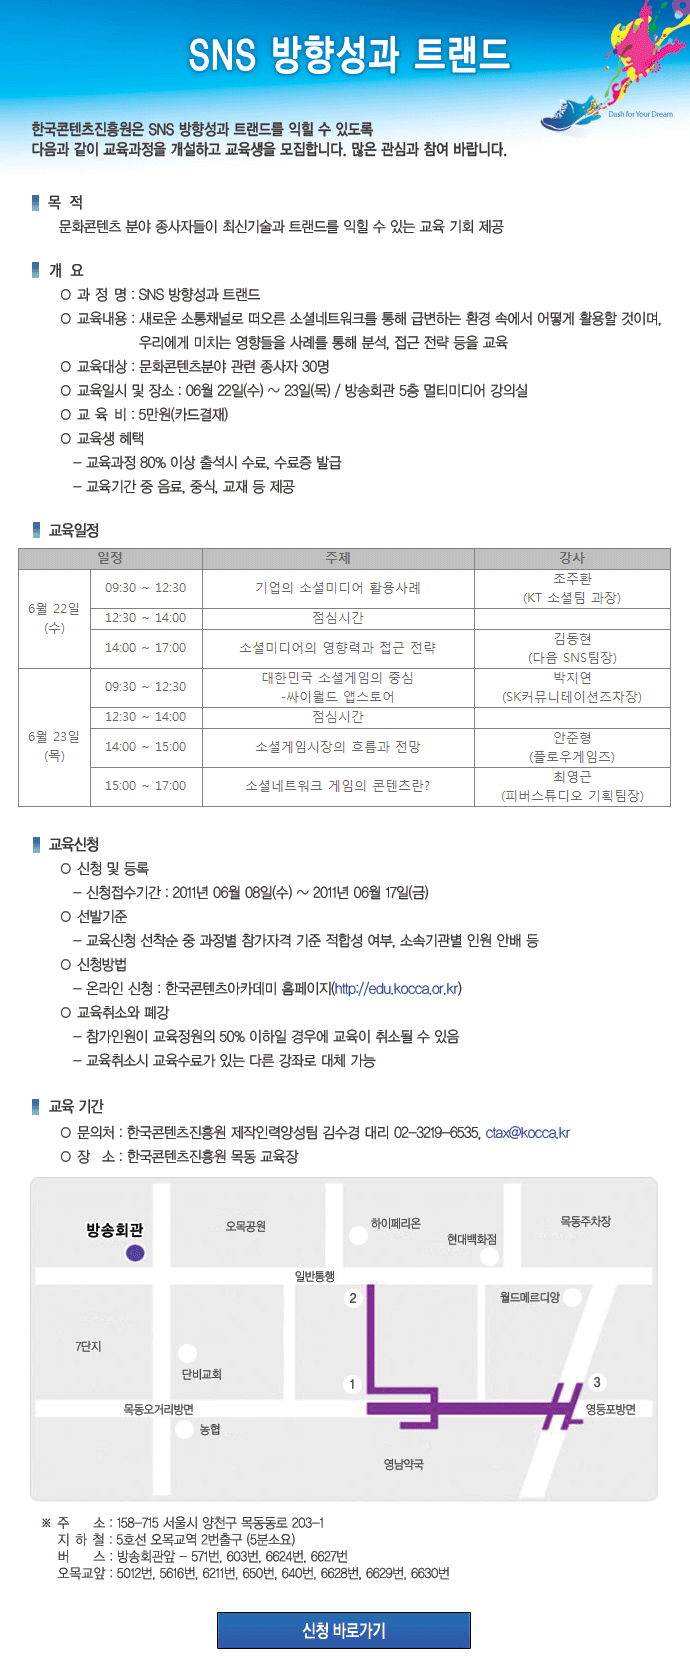 SNS 방향성과 트랜드
Dash for Your Dream
한국콘텐츠진흥원은 SNS 방향성과 트랜드를 익힐 수 있도록
다음과 같이 교육과정을 개설하고 교육생을 모집합니다. 많은 관심과 참여 바랍니다.
목 적
문화콘텐츠 분야 종사자들이 최신기술과 트랜드를 익힐 수 있는 교육 기회 제공
개 요
O 과 정 명 : SNS 방향성과 트랜드
O 교육내용 : 새로운 소통채널로 떠오른 소셜네트워크를 통해 급변하는 환경 속에서 어떻게 활용할 것이며,
우리에게 미치는 영향들을 사례를 통해 분석, 접근 전략 등을 교육
O 교육대상 : 문화콘텐츠분야 관련 종사자 30명
O 교육일시 및 장소 : 06월 22일(수) ~ 23일(목) / 방송회관 5층 멀티미디어 강의실
O 교 육 비 : 5만원(카드결재)
O 교육생 혜택
- 교육과정 80% 이상 출석시 수료, 수료증 발급
- 교육기간 중 음료, 중식, 교재 등 제공
교육일정
일정 주제 강사
6월 22일 (수)
09:30 ~ 12:30 기업의 소셜미디어 활용사례 조주환 (KT 소셜팀 과장)
12:30 ~ 14:00 점심시간
14:00 ~ 17:00 소셜미디어의 영향력과 접근 전략 김동현 (다음 SNS팀장)
6월 23일 (목)
09:30 ~ 12:30 대한민국 소셜게임의 중심 -싸이월드 앱스토어 박지연 (SK커뮤니테이션즈차장)
12:30 ~ 14:00 점심시간
14:00 ~ 15:00 소셜게임시장의 흐름과 전망 안준형 (플로우게임즈)
15:00 ~ 17:00 소셜네트워크 게임의 콘텐츠란? 최영근 (피버스튜디오 기획팀장)
교육신청
O 신청 및 등록
- 신청접수기간 : 2011년 06월 08일(수) ~ 2011년 06월 17일(금)
O 선발기준
- 교육신청 선착순 중 과정별 참가자격 기준 적합성 여부, 소속기관별 인원 안배 등
O 신청방법
- 온라인 신청 : 한국콘텐츠아카데미 홈페이지(http://edu.kocca.or.kr)
O 교육취소와 폐강
- 참가인원이 교육정원의 50% 이하일 경우에 교육이 취소될 수 있음
- 교육취소시 교육수료가 있는 다른 강좌로 대체 가능
교육 기간
O 문의처 : 한국콘텐츠진흥원 제작인력양성팀 김수경 대리 02-3219-6535, ctax@kocca.kr
O 장 소 : 한국콘텐츠진흥원 목동 교육장
방송회관
오목공원
하이페리온
현대백화점
목동주차장
일반통행
2
월드메르디앙
7단지
단비교회
1
3
목동오거리방면
영등포방면
농협
영남약국
※ 주 소 : 158-715 서울시 양천구 목동동로 203-1
지 하 철 : 5호선 오목교역 2번출구 (5분소요)
버 스 : 방송회관앞 - 571번, 603번, 6624번, 6627번
오목교앞 : 5012번, 5616번, 6211번, 650번, 640번, 6628번, 6629번, 6630번
신청 바로가기